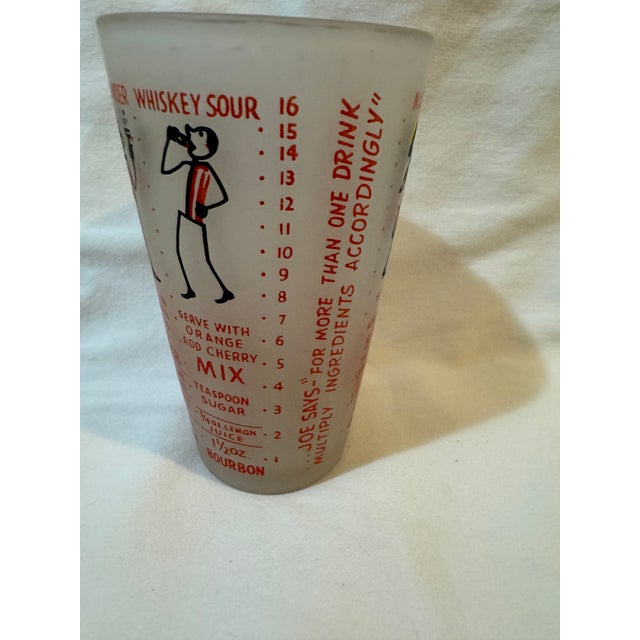 WHISKEY SOUR
SERVE WITH
ORANGE
ADD CHERRY
MIX
TEASPOON
SUGAR
3/4 OZ LEMON
JUICE
1 1/2 OZ
BOURBON
16
15
14
13
12
11
10
9
8
7
6
5
4
3
2
1
JOE SAYS-"FOR MORE THAN ONE DRINK
MULTIPLY INGREDIENTS ACCORDINGLY"